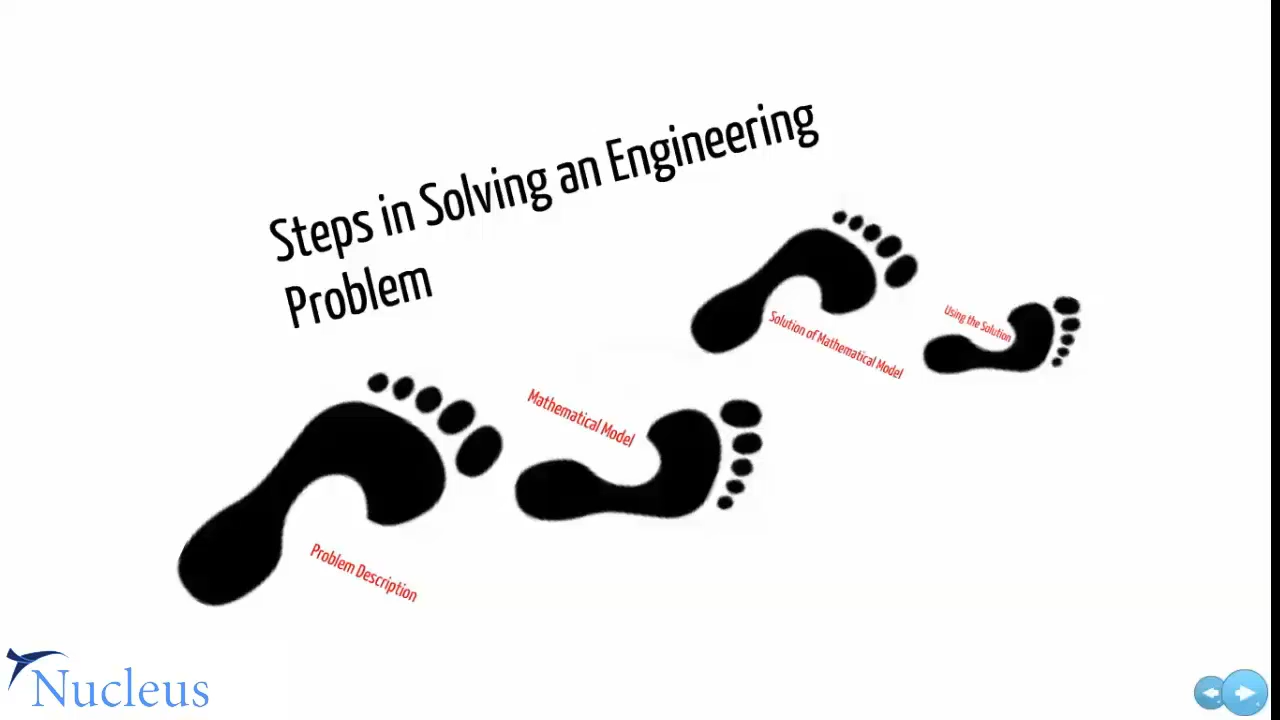 Steps in Solving an Engineering
Problem
Problem Description
Mathematical Model
Solution of Mathematical Model
Using the Solution
Nucleus